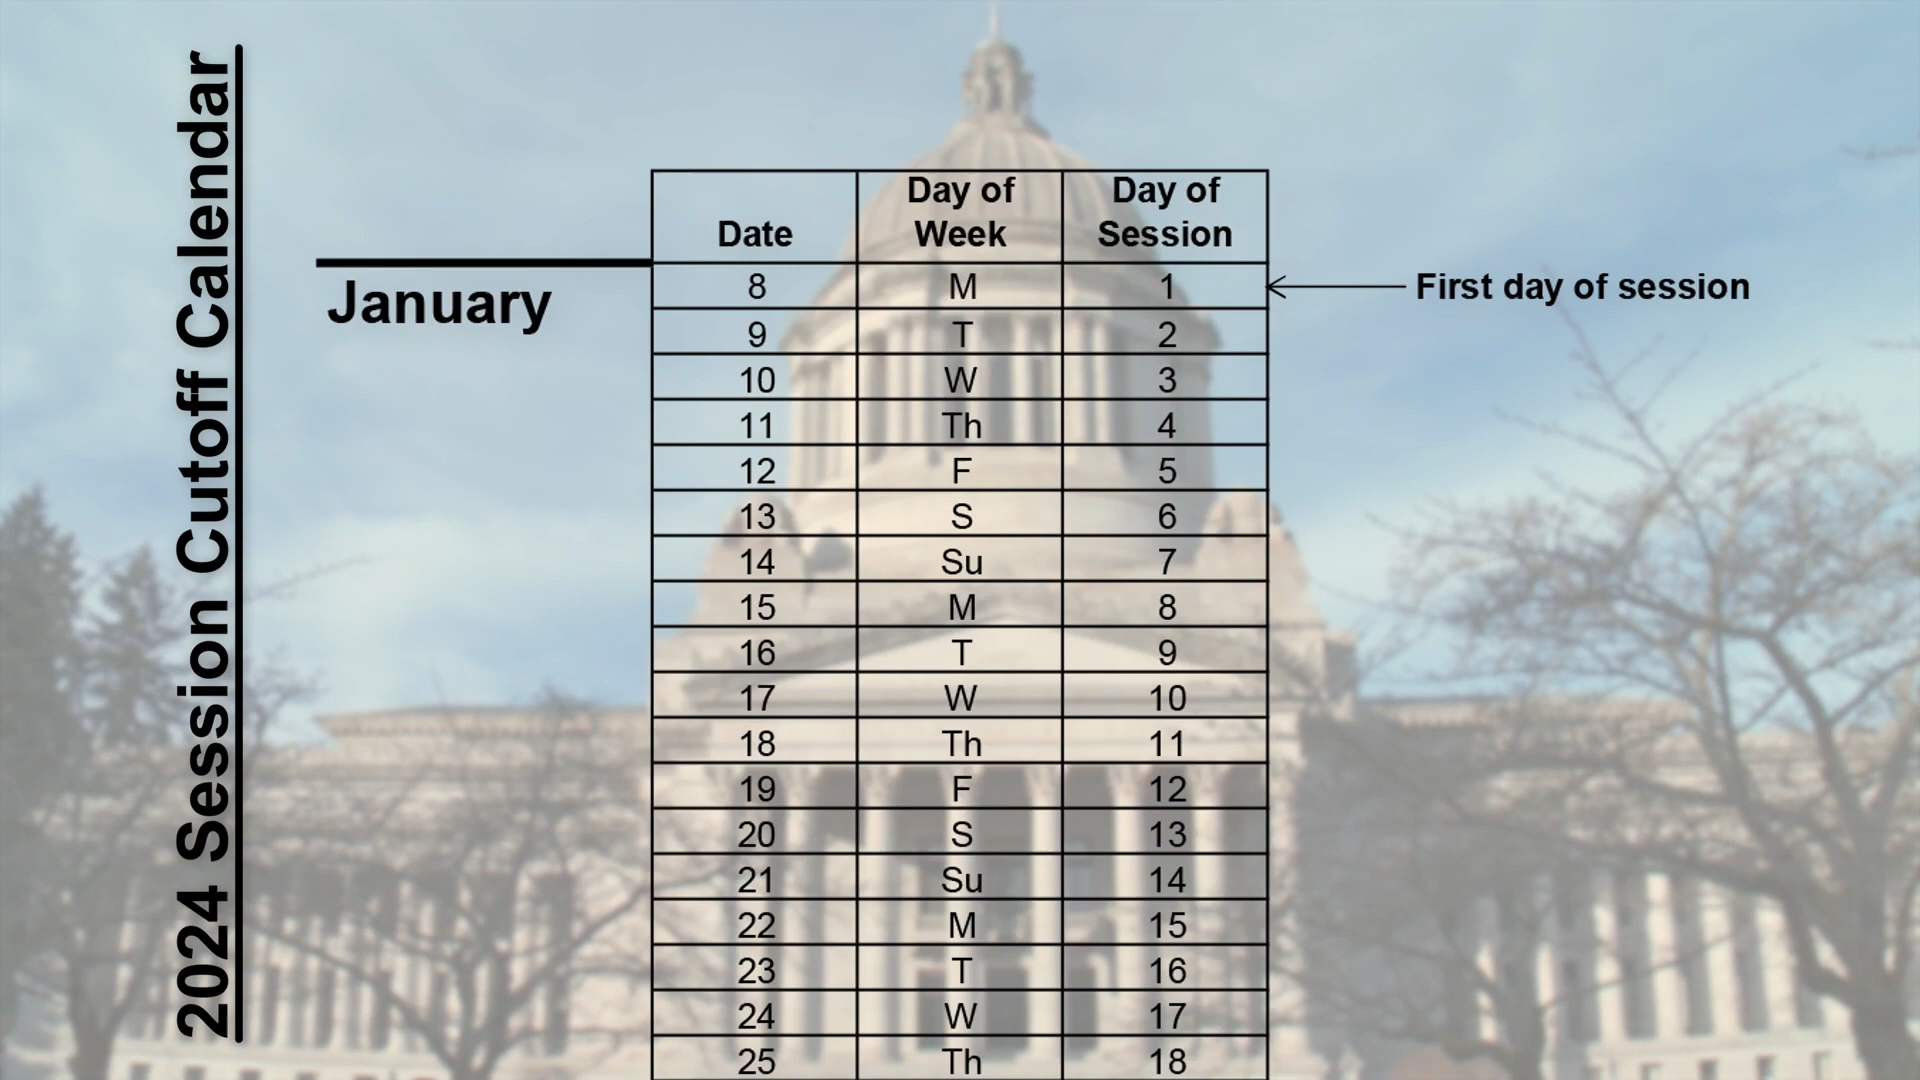 2024 Session Cutoff Calendar
January
Date Day of Week Day of Session
8 M 1 First day of session
9 T 2
10 W 3
11 Th 4
12 F 5
13 S 6
14 Su 7
15 M 8
16 T 9
17 W 10
18 Th 11
19 F 12
20 S 13
21 Su 14
22 M 15
23 T 16
24 W 17
25 Th 18